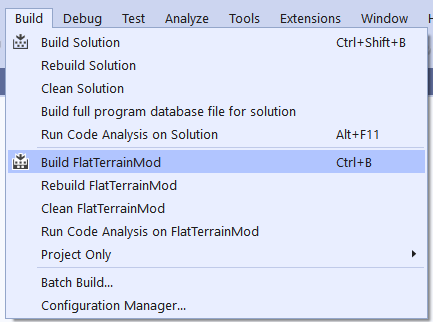 Build Debug Test Analyze Tools Extensions Window
Build Solution Ctrl+Shift+B
Rebuild Solution
Clean Solution
Build full program database file for solution
Run Code Analysis on Solution Alt+F11
Build FlatTerrainMod Ctrl+B
Rebuild FlatTerrainMod
Clean FlatTerrainMod
Run Code Analysis on FlatTerrainMod
Project Only
Batch Build...
Configuration Manager...